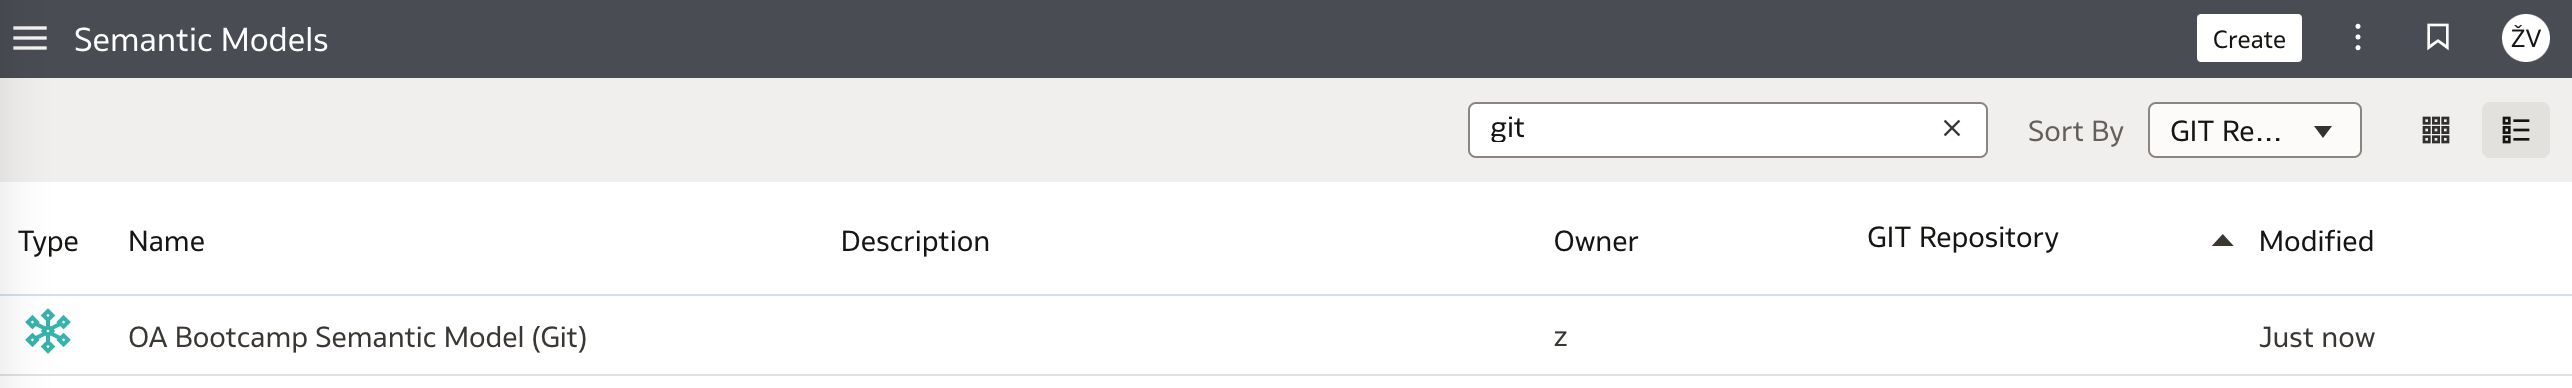 Semantic Models
Create
ŽV
git
Sort By
GIT Re...
Type Name Description Owner GIT Repository Modified
OA Bootcamp Semantic Model (Git) z Just now